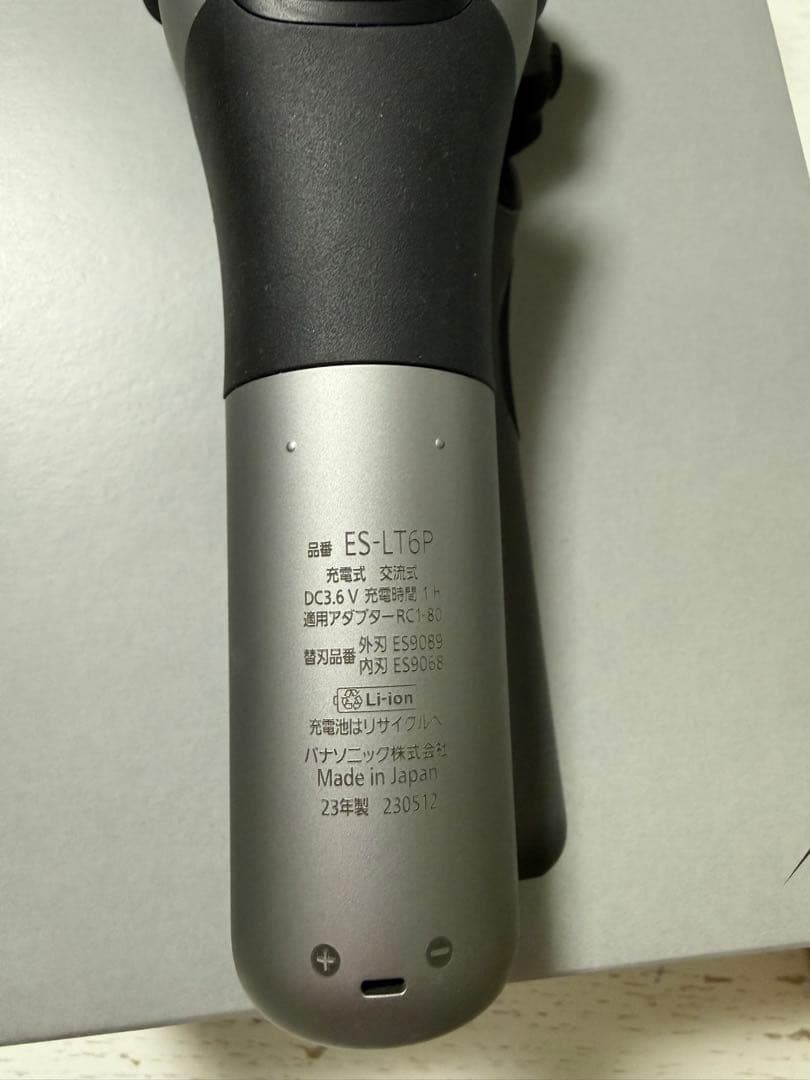 品番 ES-LT6P
充電式 交流式
DC3.6 V 充電時間 1 H
適用アダプターRC1-80
替刃品番 外刃 ES9089
内刃 ES9068
Li-ion
充電池はリサイクルへ
パナソニック株式会社
Made in Japan
23年製 230512
+ −